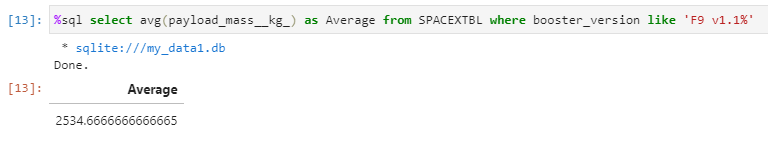 [13]: %sql select avg(payload_mass__kg_) as Average from SPACEXTBL where booster_version like 'F9 v1.1%'
* sqlite:///my_data1.db
Done.
[13]: Average
2534.6666666666665